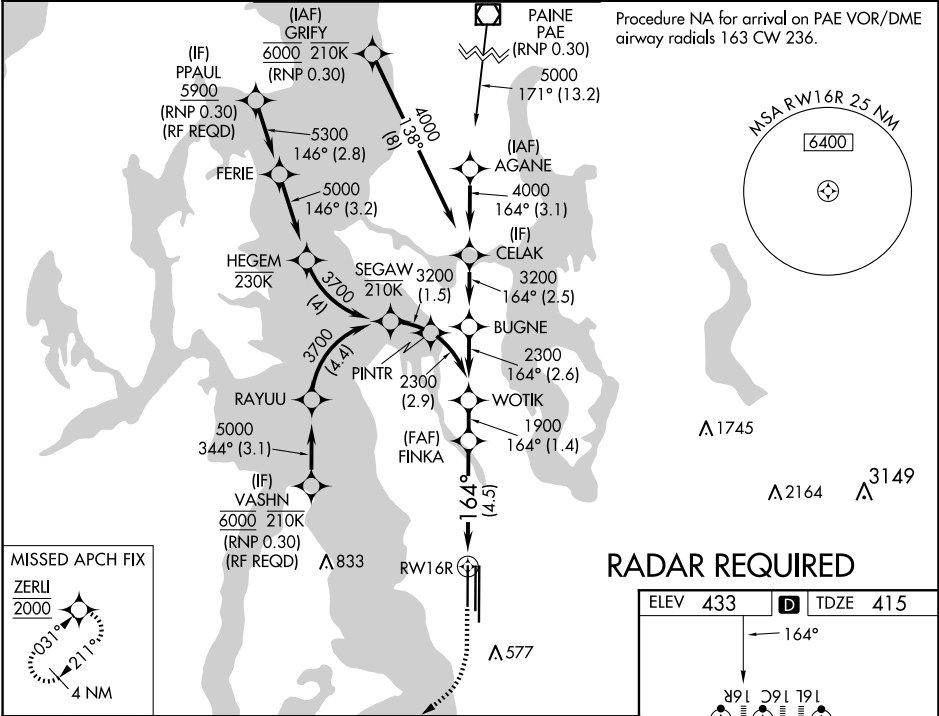 Procedure NA for arrival on PAE VOR/DME
airway radials 163 CW 236.
(IAF)
GRIFY
6000 210K
(RNP 0.30)
PAINE
PAE
(RNP 0.30)
5000
171° (13.2)
(IF)
PPAUL
5900
(RNP 0.30)
(RF REQD)
5300
146° (2.8)
4000
138°
(8)
MSA RW16R 25 NM
6400
FERIE
5000
146° (3.2)
(IAF)
AGANE
4000
164° (3.1)
(IF)
CELAK
HEGEM
230K
3700
(4)
SEGAW
210K
3200
(1.5)
3200
164° (2.5)
BUGNE
3700
(4.4)
PINTR
2300
(2.9)
2300
164° (2.6)
RAYUU
WOTIK
5000
344° (3.1)
1900
164° (1.4)
(FAF)
FINKA
1745
(IF)
VASHN
6000 210K
(RNP 0.30)
(RF REQD)
164°
(4.5)
2164
3149
833
RW16R
RADAR REQUIRED
577
MISSED APCH FIX
ZERLI
2000
031°
211°
4 NM
ELEV 433 D TDZE 415
164°
16R 16C 16L